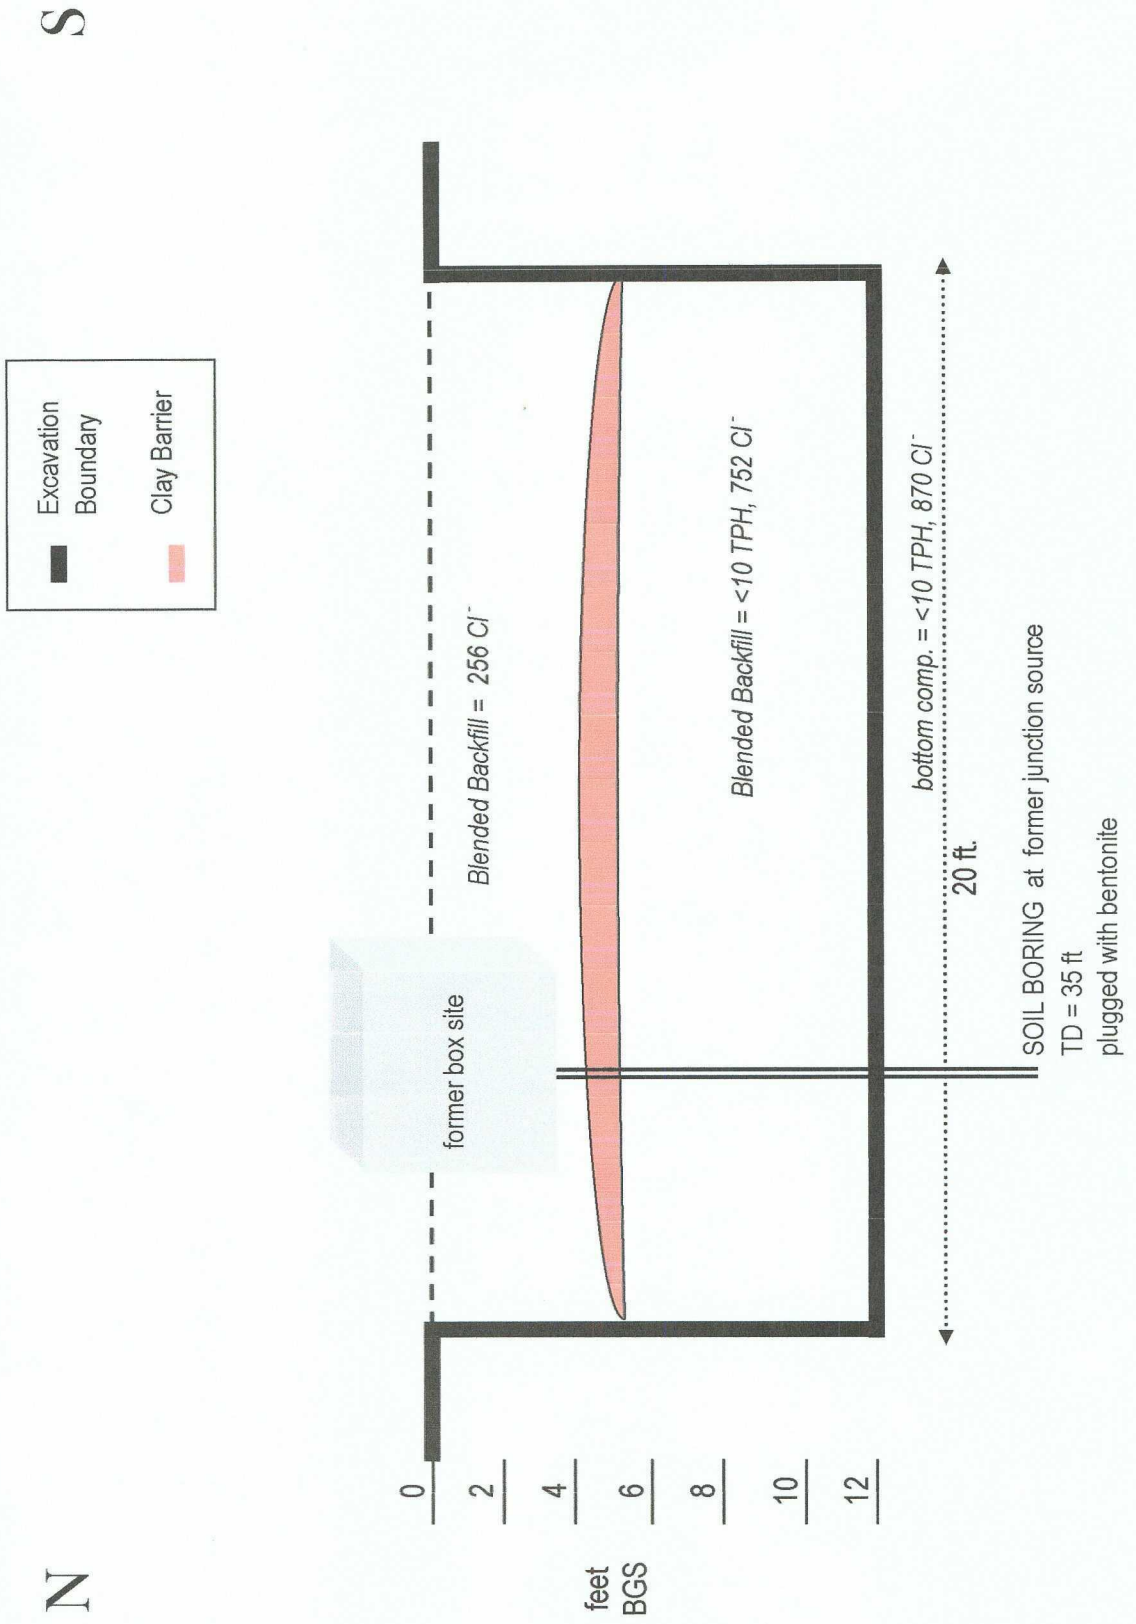 N
S
Excavation
Boundary
Clay Barrier
feet
BGS
0
2
4
6
8
10
12
former box site
Blended Backfill = 256 Cl⁻
Blended Backfill = <10 TPH, 752 Cl⁻
bottom comp. = <10 TPH, 870 Cl⁻
20 ft.
SOIL BORING at former junction source
TD = 35 ft
plugged with bentonite